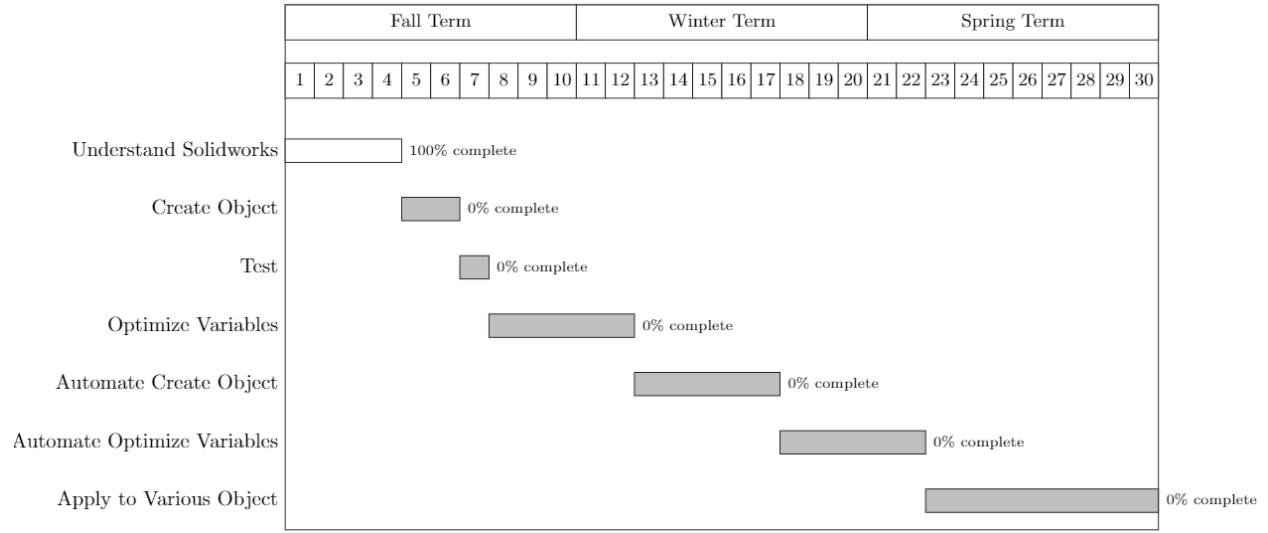 Fall Term Winter Term Spring Term
1 2 3 4 5 6 7 8 9 10 11 12 13 14 15 16 17 18 19 20 21 22 23 24 25 26 27 28 29 30
Understand Solidworks 100% complete
Create Object 0% complete
Test 0% complete
Optimize Variables 0% complete
Automate Create Object 0% complete
Automate Optimize Variables 0% complete
Apply to Various Object 0% complete